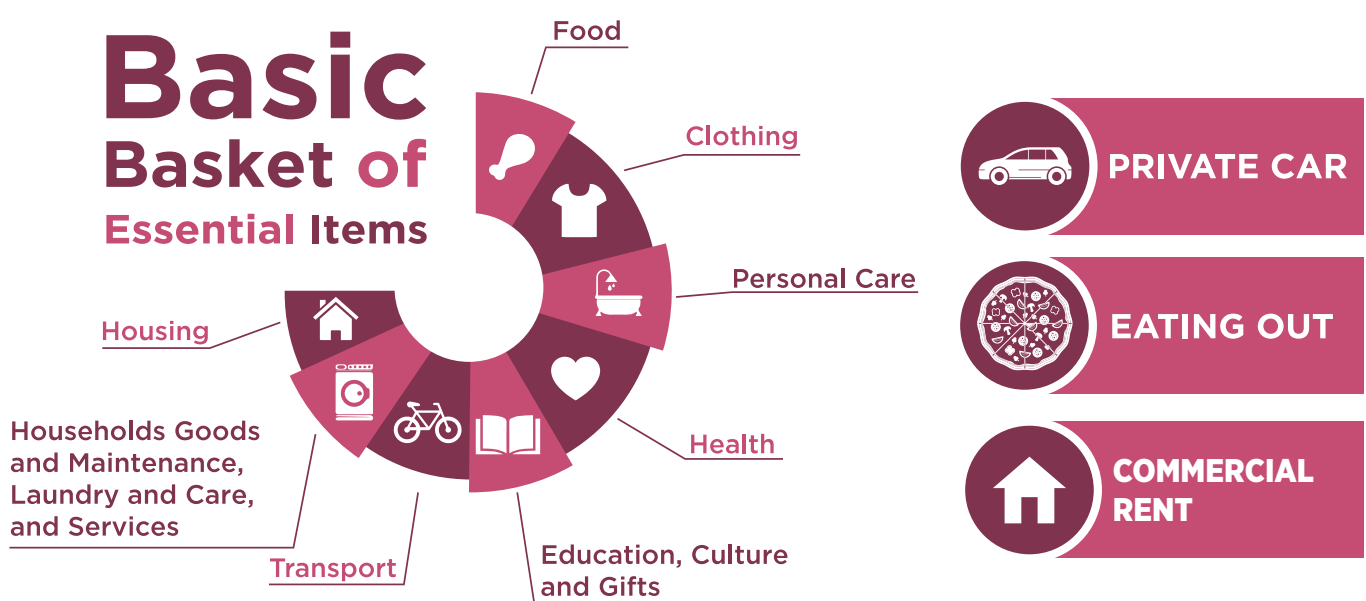 Basic
Basket of
Essential Items
Food
Clothing
Personal Care
Health
Education, Culture
and Gifts
Transport
Households Goods
and Maintenance,
Laundry and Care,
and Services
Housing
PRIVATE CAR
EATING OUT
COMMERCIAL
RENT